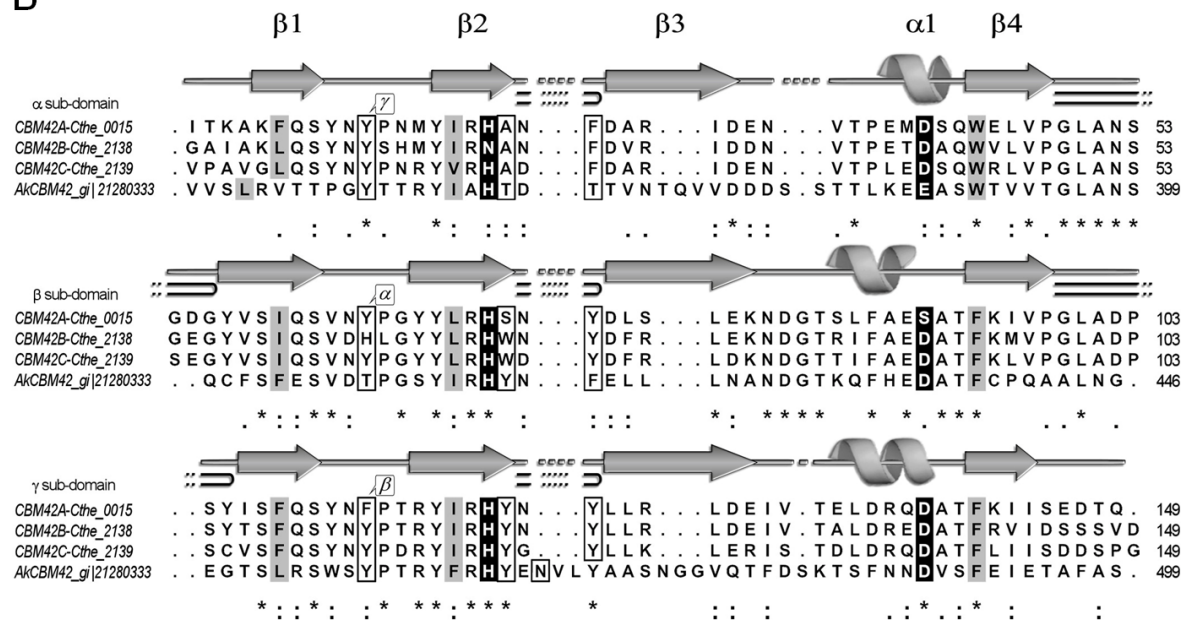 B
β1 β2 β3 α1 β4
α sub-domain
γ
CBM42A-Cthe_0015 . I T K A K F Q S Y N Y P N M Y I R H A N . . . F D A R . . . I D E N . . . V T P E M D S Q W E L V P G L A N S 53
CBM42B-Cthe_2138 . G A I A K L Q S Y N Y S H M Y I R N A N . . . F D V R . . . I D D N . . . V T P E T D A Q W V L V P G L A N S 53
CBM42C-Cthe_2139 . V P A V G L Q S Y N Y P N R Y V R H A N . . . F D A R . . . I D E N . . . V T P L E D S Q W R L V P G L A N S 53
AkCBM42_gi|21280333 . V V S L R V T T P G Y T T R Y I A H T D . . . T T V N T Q V V D D D S . S T T L K E E A S W T V V T G L A N S 399
. : . * . * : : : : . . : * : : . * : : . * : * . * * * * *
β sub-domain
α
CBM42A-Cthe_0015 G D G Y V S I Q S V N Y P G Y Y L R H S N . . . Y D L S . . . L E K N D G T S L F A E S A T F K I V P G L A D P 103
CBM42B-Cthe_2138 G E G Y V S I Q S V D H L G Y Y L R H W N . . . Y D F R . . . L E K N D G T I I F A E D A T F K M V P G L A D P 103
CBM42C-Cthe_2139 S E G Y V S I Q S V N Y P G Y Y L R H W D . . . Y D F R . . . L D K N D G T T I F A E D A T F K L V P G L A D P 103
AkCBM42_gi|21280333 . . Q C F S F E S V D T P G S Y I R H Y N . . . F E L L . . . L N A N D G T K Q F H E D A T F C P Q A A L N G . 446
. * : : * * : * * : * * : : : : * : * * * * * * . * * * . . * .
γ sub-domain
β
CBM42A-Cthe_0015 . . S Y I S F Q S Y N F P T R Y I R H Y N . . . Y L L R . . . L D E I V . T E L D R Q D A T F K I I S E D T Q . 149
CBM42B-Cthe_2138 . . S Y T S F Q S Y N Y P T R Y I R H Y N . . . Y L L R . . . L D E I V . T A L D R E D A T F R V I D S S S V D 149
CBM42C-Cthe_2139 . . S C V S F Q S Y N Y P D R Y I R H Y G . . . Y L L K . . . L E R I S . T D L D R Q D A T F L I I S D D S P G 149
AkCBM42_gi|21280333 . . E G T S L R S W S Y P T R Y F R H Y E N V L Y A A S N G G V Q T F D S K T S F N N D V S F E I E T A F A S . 499
* : : * : : * * * : * * * * : : : . : * . : * : :